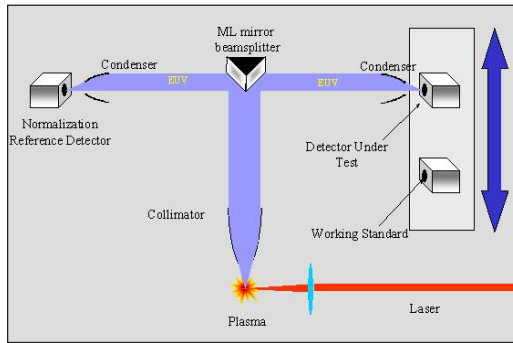 ML mirror
beamsplitter
Condenser
Condenser
EUV
EUV
Normalization
Reference Detector
Detector Under
Test
Collimator
Working Standard
Plasma
Laser